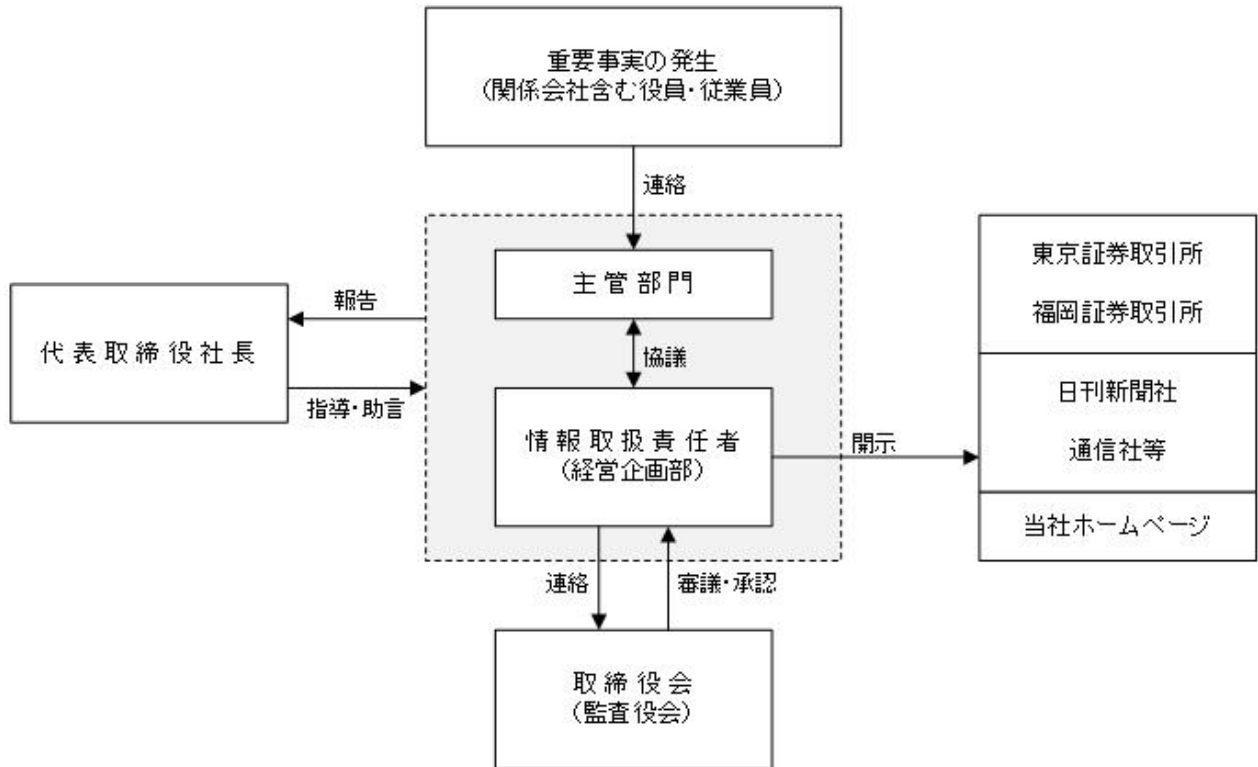 重要事実の発生
(関係会社含む役員・従業員)
連絡
主管部門
報告
代表取締役社長
指導・助言
協議
情報取扱責任者
(経営企画部)
開示
東京証券取引所
福岡証券取引所
日刊新聞社
通信社等
当社ホームページ
連絡
審議・承認
取締役会
(監査役会)